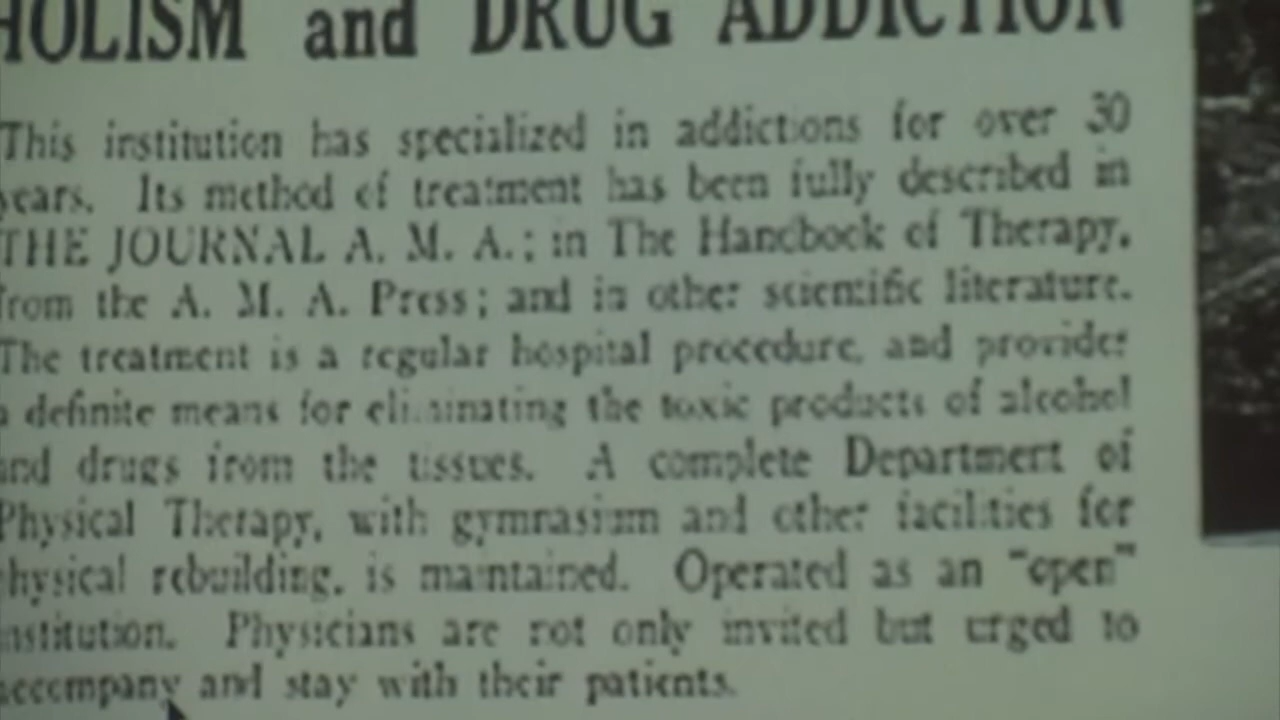 HOLISM and DRUG ADDICTION
This institution has specialized in addictions for over 30
years. Its method of treatment has been fully described in
THE JOURNAL A. M. A.; in The Handbook of Therapy,
from the A. M. A. Press; and in other scientific literature.
The treatment is a regular hospital procedure, and provides
a definite means for eliminating the toxic products of alcohol
and drugs from the tissues. A complete Department of
Physical Therapy, with gymnasium and other facilities for
physical rebuilding, is maintained. Operated as an "open"
institution. Physicians are not only invited but urged to
accompany and stay with their patients.